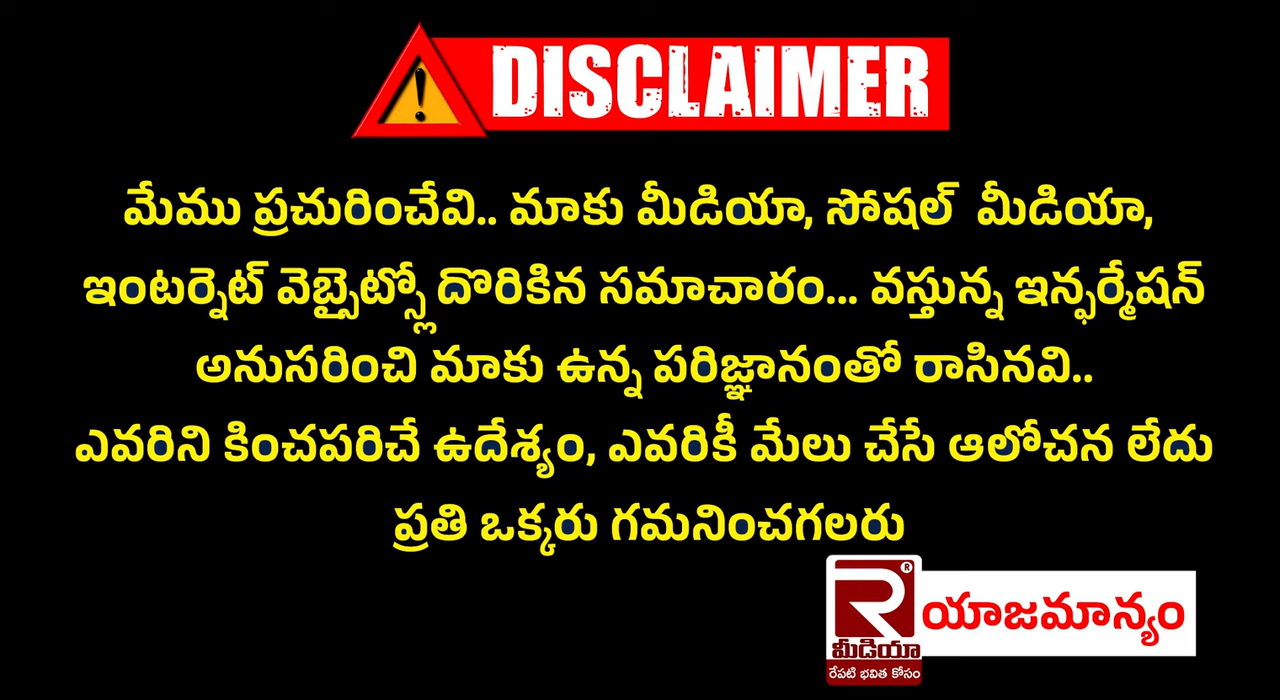 DISCLAIMER
మేము ప్రచురించేవి.. మాకు మీడియా, సోషల్ మీడియా,
ఇంటర్నెట్ వెబ్సైట్స్లో దొరికిన సమాచారం... వస్తున్న ఇన్ఫర్మేషన్
అనుసరించి మాకు ఉన్న పరిజ్ఞానంతో రాసినవి..
ఎవరిని కించపరిచే ఉదేశ్యం, ఎవరికీ మేలు చేసే ఆలోచన లేదు
ప్రతి ఒక్కరు గమనించగలరు
R ®
మీడియా
రేపటి భవిత కోసం
యాజమాన్యం